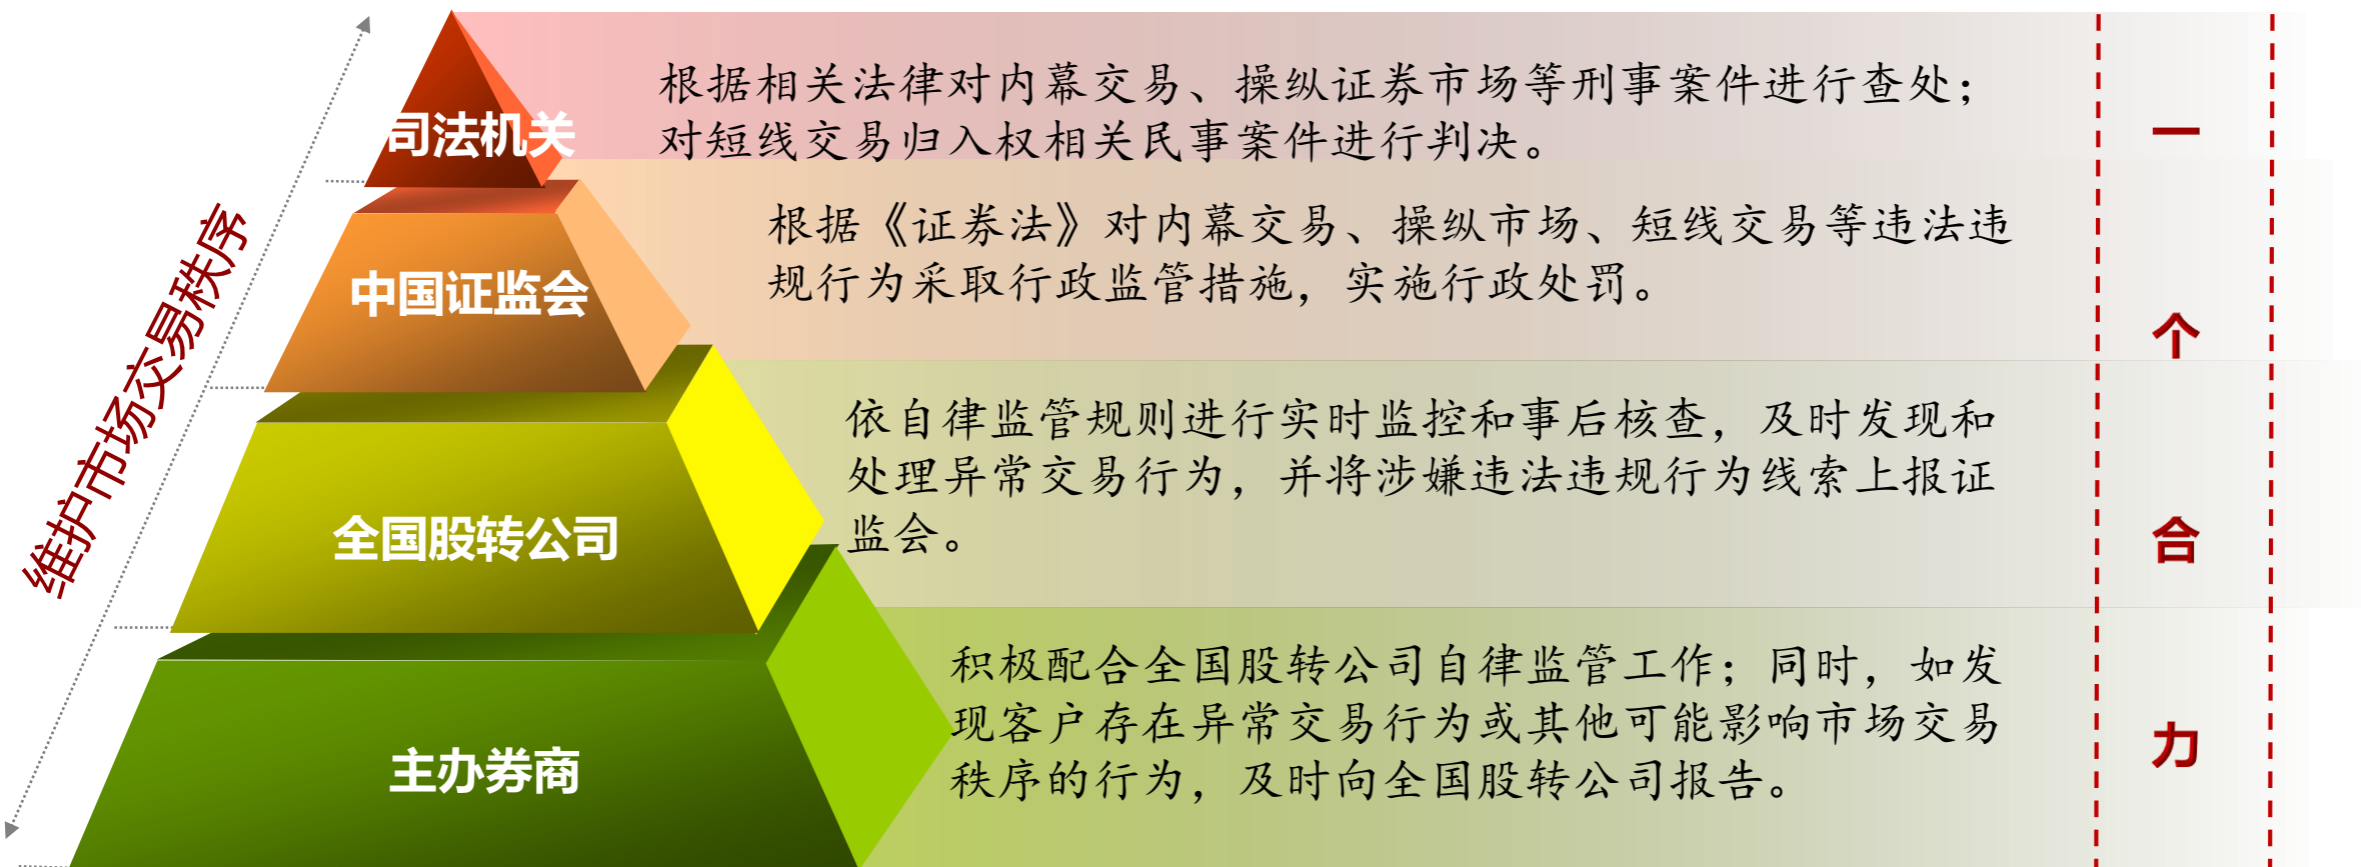 维护市场交易秩序
司法机关
根据相关法律对内幕交易、操纵证券市场等刑事案件进行查处；
对短线交易归入权相关民事案件进行判决。
中国证监会
根据《证券法》对内幕交易、操纵市场、短线交易等违法违
规行为采取行政监管措施，实施行政处罚。
全国股转公司
依自律监管规则进行实时监控和事后核查，及时发现和
处理异常交易行为，并将涉嫌违法违规行为线索上报证
监会。
主办券商
积极配合全国股转公司自律监管工作；同时，如发
现客户存在异常交易行为或其他可能影响市场交易
秩序的行为，及时向全国股转公司报告。
一
个
合
力